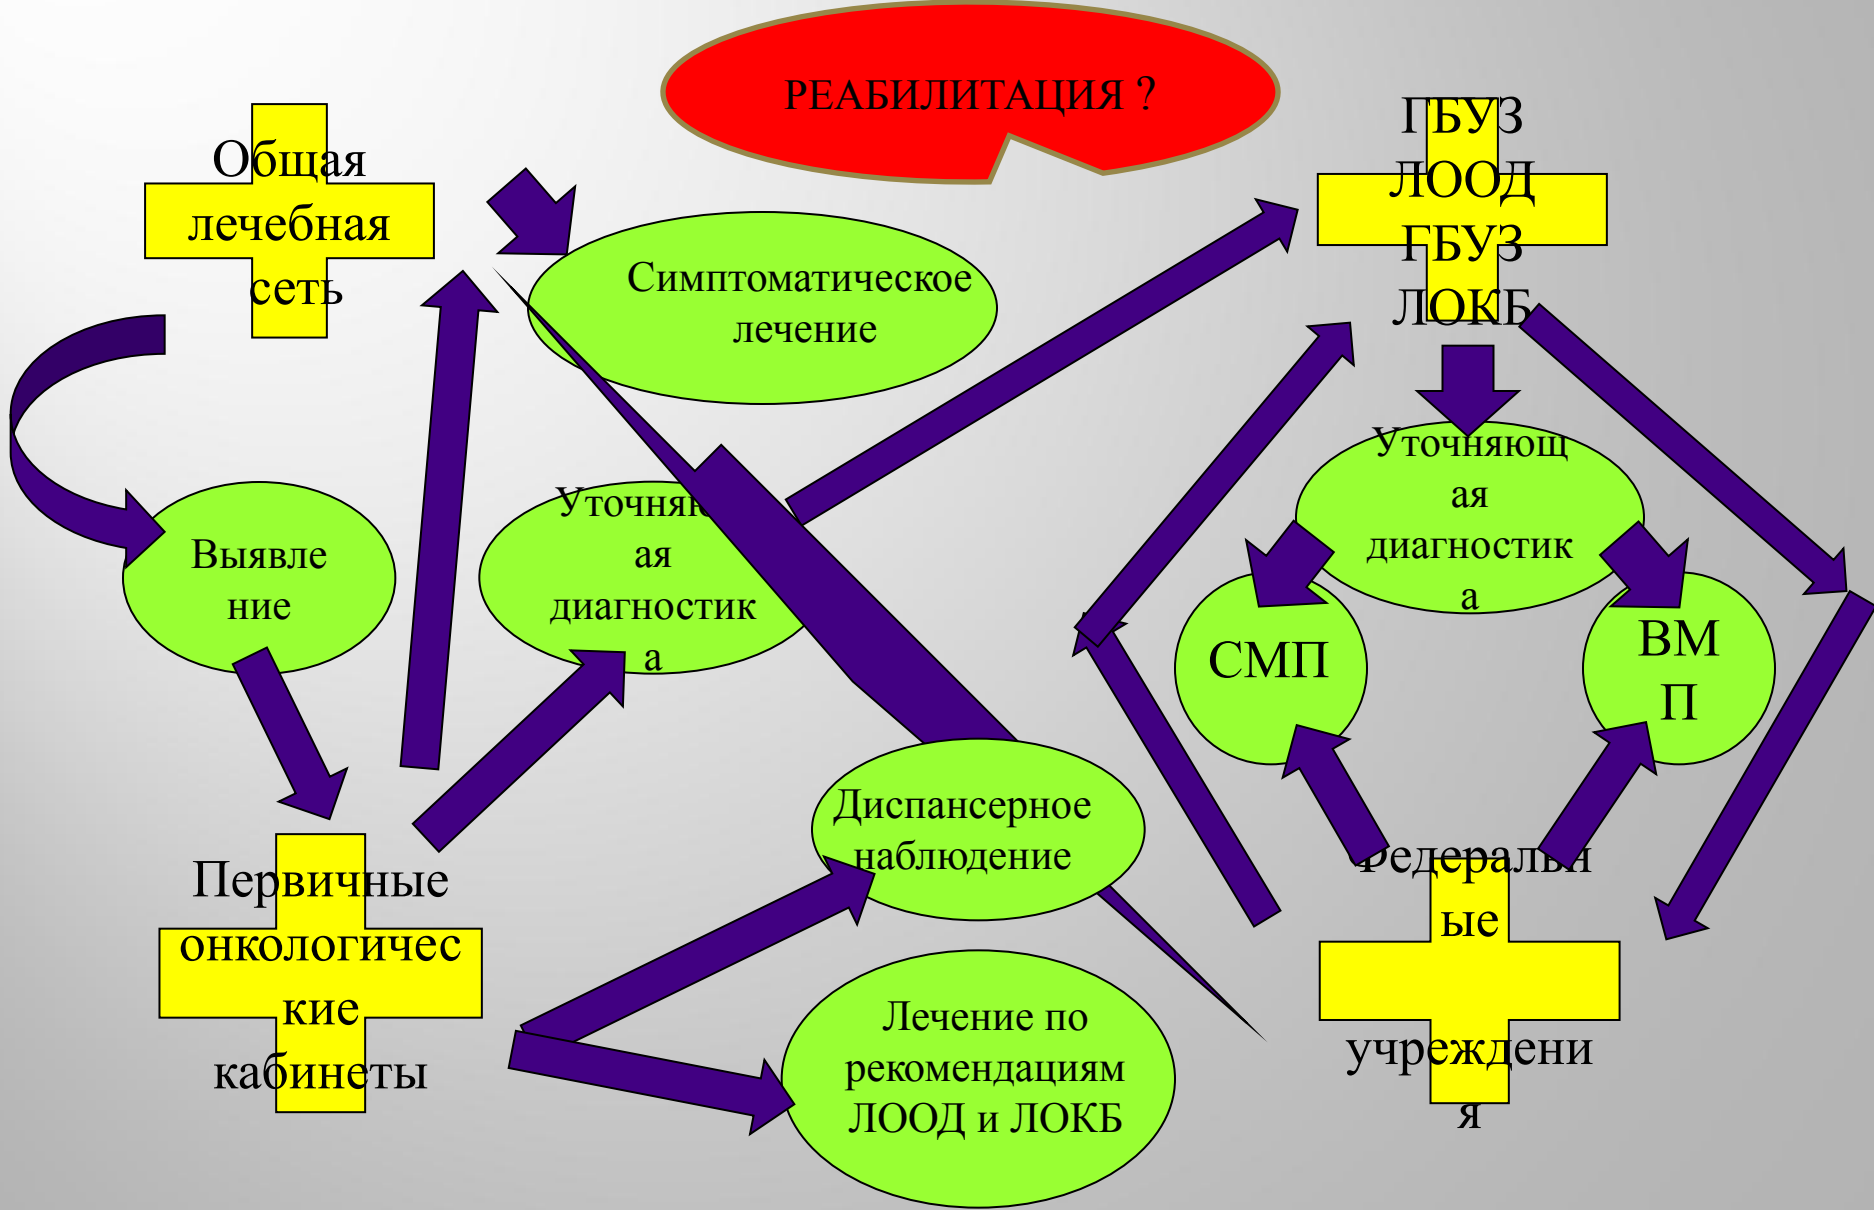 РЕАБИЛИТАЦИЯ ?
Общая
лечебная
сеть
ГБУЗ
ЛООД
ГБУЗ
ЛОКБ
Симптоматическое
лечение
Выявле
ние
ая
диагностик
а
Уточняющ
ая
диагностик
а
СМП
ВМ
П
Первичные
онкологичес
кие
кабинеты
Диспансерное
наблюдение
Лечение по
рекомендациям
ЛООД и ЛОКБ
Федеральн
ые
учреждени
я